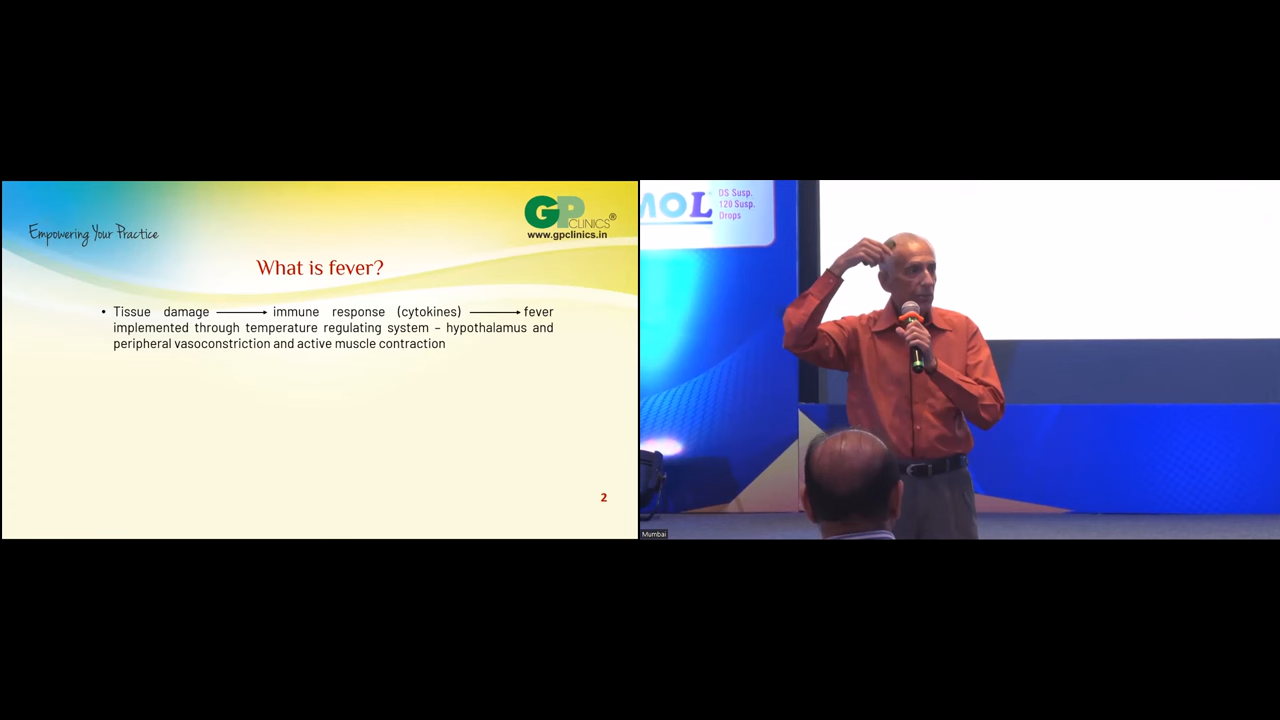 Empowering Your Practice
GP CLINICS®
www.gpclinics.in
What is fever?
• Tissue damage → immune response (cytokines) → fever
implemented through temperature regulating system – hypothalamus and
peripheral vasoconstriction and active muscle contraction
2
DS Susp.
120 Susp.
Drops
Mumbai